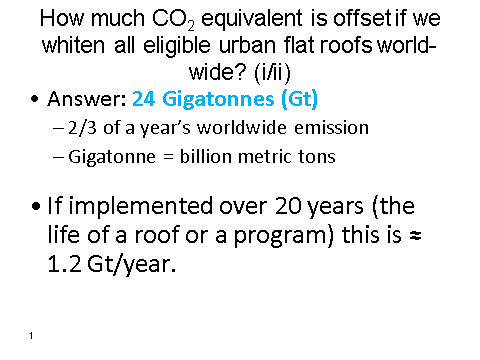 How much CO₂ equivalent is offset if we
whiten all eligible urban flat roofs world-
wide? (i/ii)
• Answer: 24 Gigatonnes (Gt)
– 2/3 of a year's worldwide emission
– Gigatonne = billion metric tons
• If implemented over 20 years (the
life of a roof or a program) this is ≈
1.2 Gt/year.
1